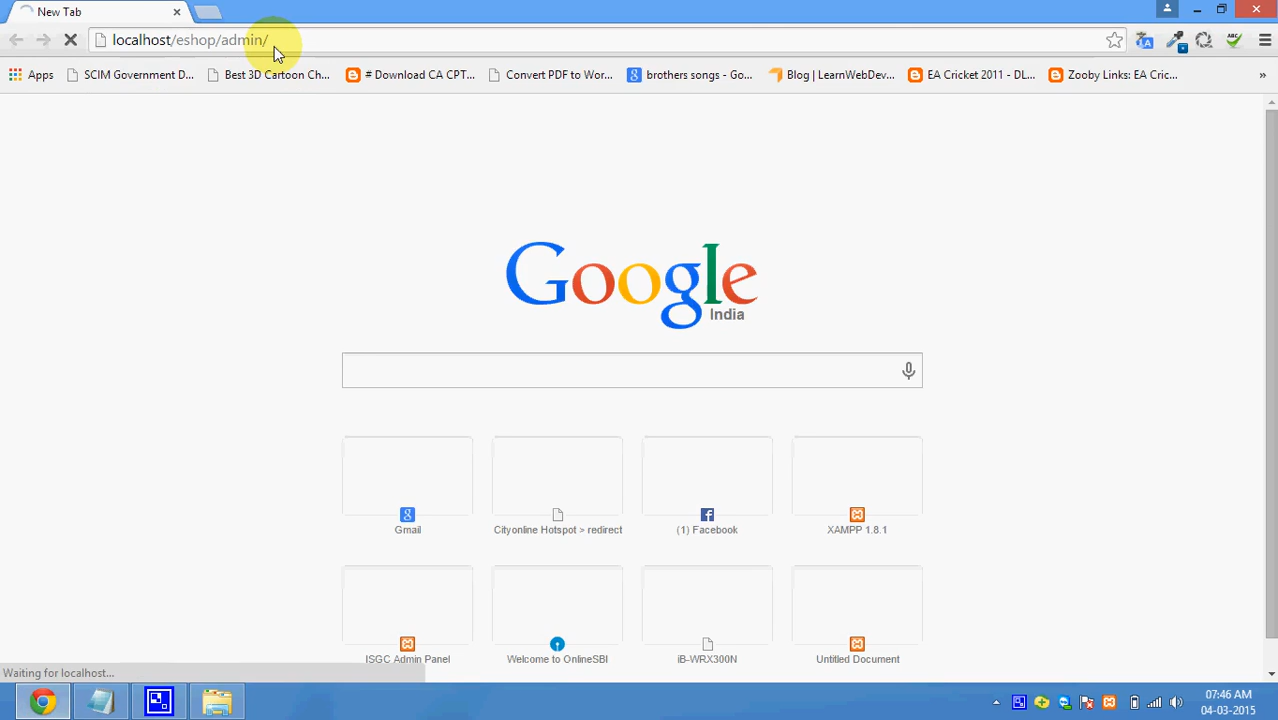 New Tab
localhost/eshop/admin/
Apps SCIM Government D... Best 3D Cartoon Ch... # Download CA CPT... Convert PDF to Wor... brothers songs - Go... Blog | LearnWebDev... EA Cricket 2011 - DL... Zooby Links: EA Cric... »
Google
India
Gmail Cityonline Hotspot > redirect (1) Facebook XAMPP 1.8.1
ISGC Admin Panel Welcome to OnlineSBI iB-WRX300N Untitled Document
Waiting for localhost...
07:46 AM
04-03-2015